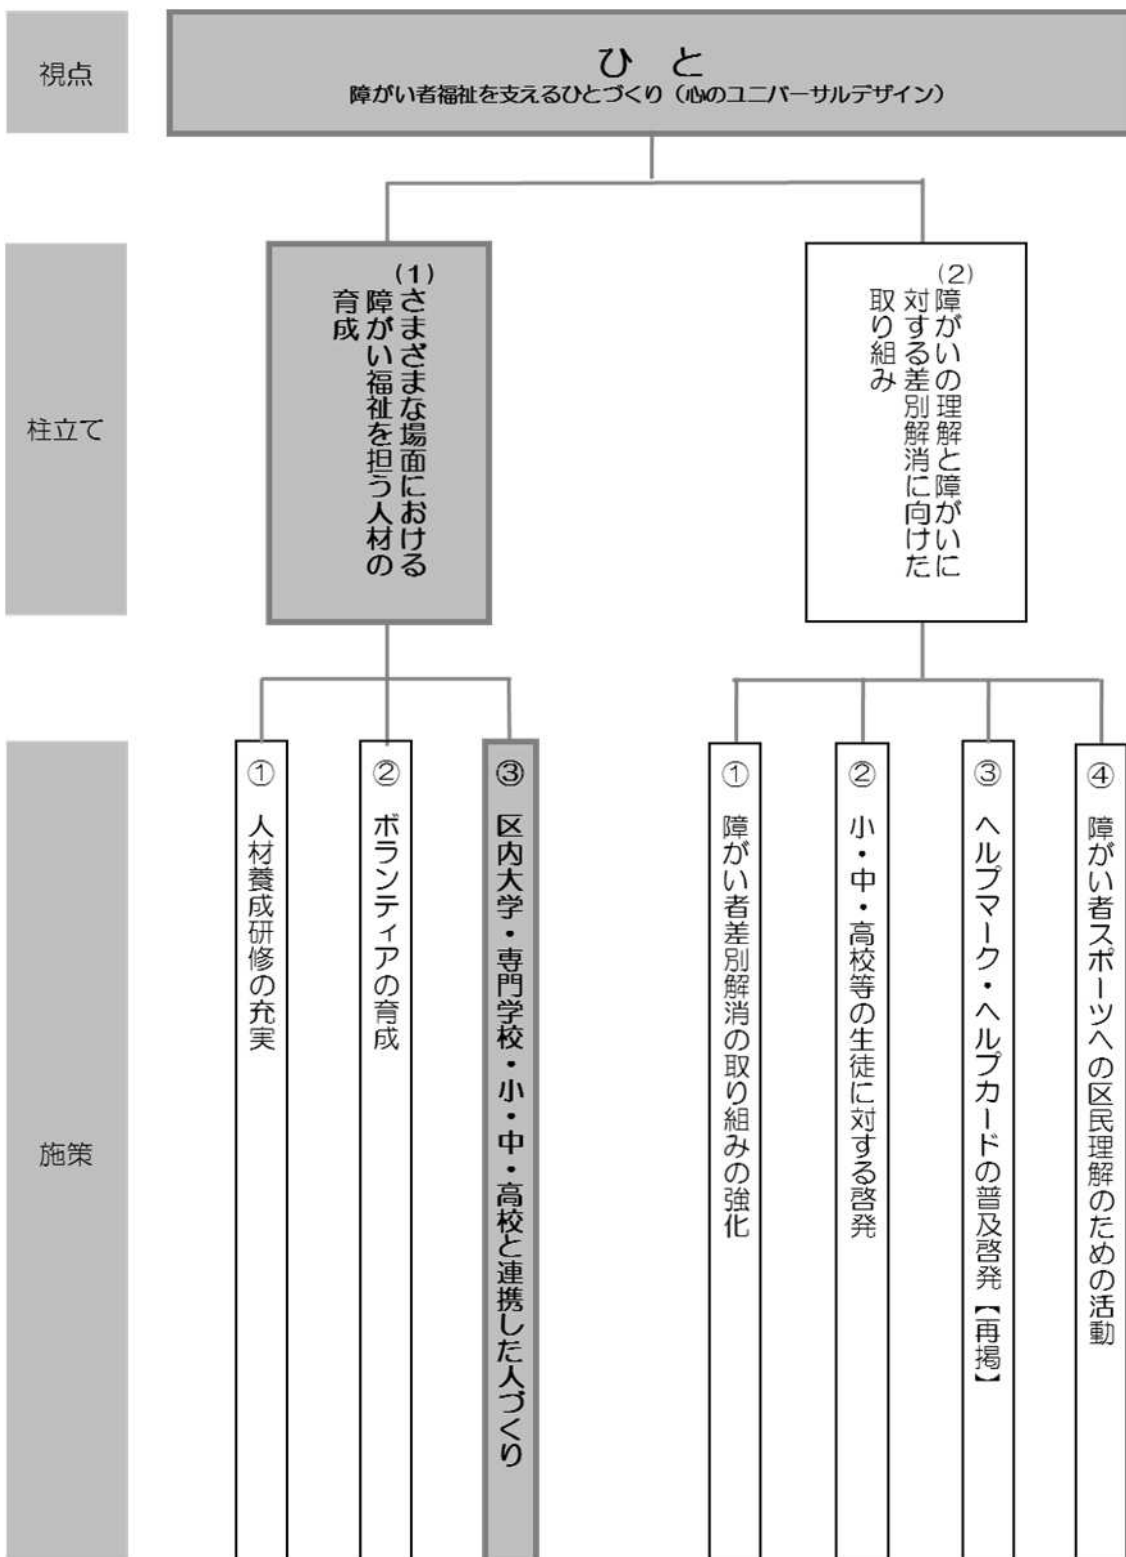 視点
ひと
障がい者福祉を支えるひとづくり（心のユニバーサルデザイン）
柱立て
(1)
さまざまな場面における
障がい福祉を担う人材の
育成
(2)
障がいの理解と障がいに
対する差別解消に向けた
取り組み
施策
① 人材養成研修の充実
② ボランティアの育成
③ 区内大学・専門学校・小・中・高校と連携した人づくり
① 障がい者差別解消の取り組みの強化
② 小・中・高校等の生徒に対する啓発
③ ヘルプマーク・ヘルプカードの普及啓発【再掲】
④ 障がい者スポーツへの区民理解のための活動